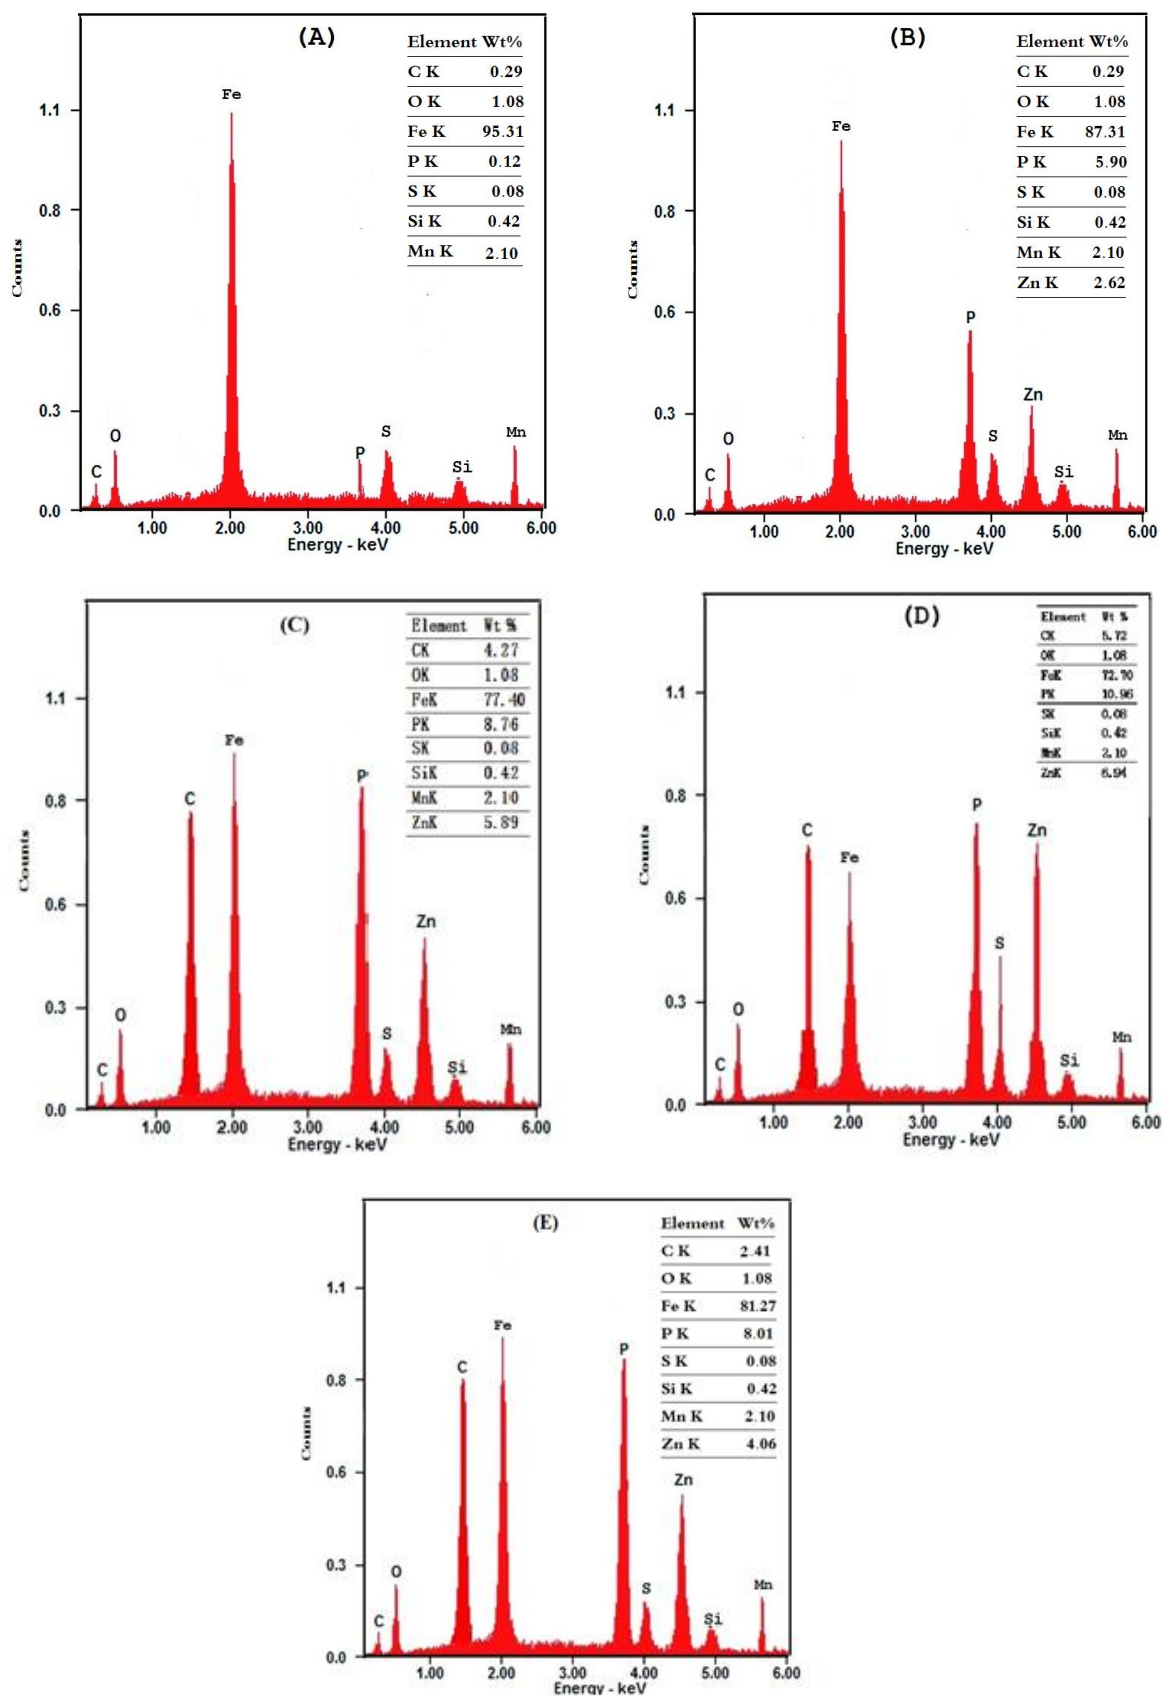 (A)
Element Wt%
C K 0.29
O K 1.08
Fe K 95.31
P K 0.12
S K 0.08
Si K 0.42
Mn K 2.10
Fe
1.1
0.8
0.6
0.3
0.0
Counts
C
O
P
S
Si
Mn
1.00 2.00 3.00 4.00 5.00 6.00
Energy - keV
(B)
Element Wt%
C K 0.29
O K 1.08
Fe K 87.31
P K 5.90
S K 0.08
Si K 0.42
Mn K 2.10
Zn K 2.62
1.1
0.8
0.6
0.3
0.0
Counts
C
O
Fe
P
S
Zn
Si
Mn
1.00 2.00 3.00 4.00 5.00 6.00
Energy - keV
(C)
Element Wt %
CK 4.27
OK 1.08
FeK 77.40
PK 8.76
SK 0.08
SiK 0.42
MnK 2.10
ZnK 5.89
1.1
0.8
0.6
0.3
0.0
Counts
C
O
C
Fe
P
S
Zn
Si
Mn
1.00 2.00 3.00 4.00 5.00 6.00
Energy - keV
(D)
Element Wt %
CK 5.72
OK 1.08
FeK 72.70
PK 10.96
SK 0.08
SiK 0.42
MnK 2.10
ZnK 6.94
1.1
0.8
0.6
0.3
0.0
Counts
C
O
C
Fe
P
S
Zn
Si
Mn
1.00 2.00 3.00 4.00 5.00 6.00
Energy - keV
(E)
Element Wt%
C K 2.41
O K 1.08
Fe K 81.27
P K 8.01
S K 0.08
Si K 0.42
Mn K 2.10
Zn K 4.06
1.1
0.8
0.6
0.3
0.0
Counts
C
O
C
Fe
P
S
Zn
Si
Mn
1.00 2.00 3.00 4.00 5.00 6.00
Energy - keV